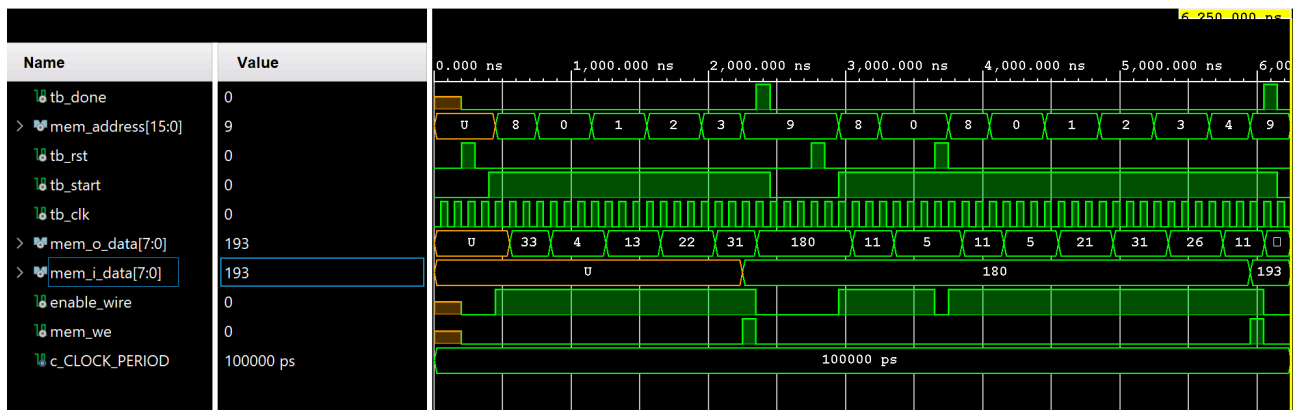 6,250.000 ns
Name Value
0.000 ns 1,000.000 ns 2,000.000 ns 3,000.000 ns 4,000.000 ns 5,000.000 ns 6,00
tb_done 0
mem_address[15:0] 9 U 8 0 1 2 3 9 8 0 8 0 1 2 3 4 9
tb_rst 0
tb_start 0
tb_clk 0
mem_o_data[7:0] 193 U 33 4 13 22 31 180 11 5 11 5 21 31 26 11
mem_i_data[7:0] 193 U 180 193
enable_wire 0
mem_we 0
c_CLOCK_PERIOD 100000 ps 100000 ps